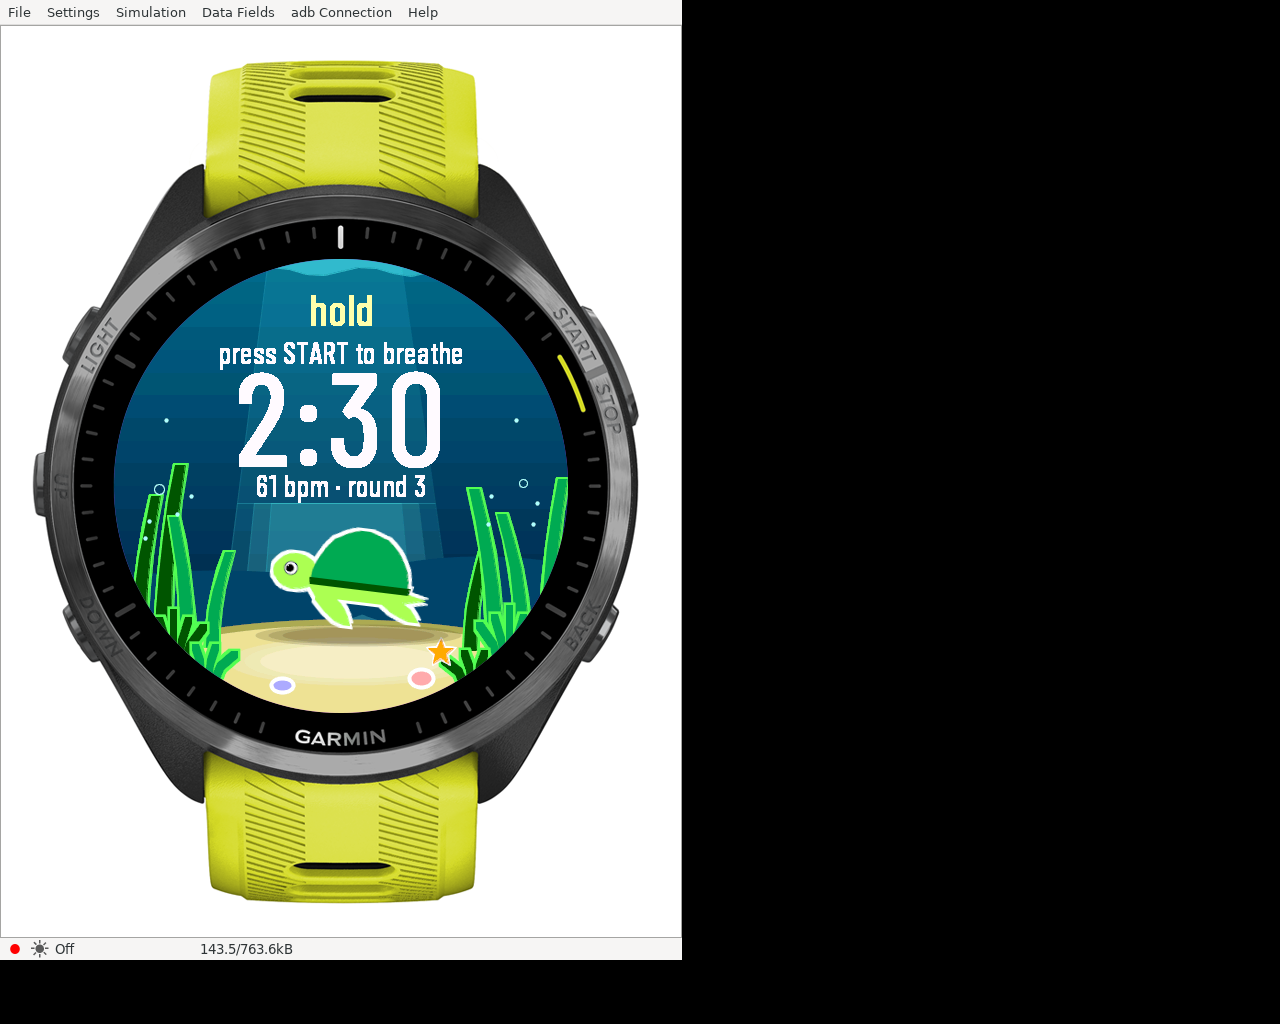 File Settings Simulation Data Fields adb Connection Help
LIGHT
START
STOP
UP
DOWN
BACK
hold
press START to breathe
2:30
61 bpm · round 3
GARMIN
Off 143.5/763.6kB